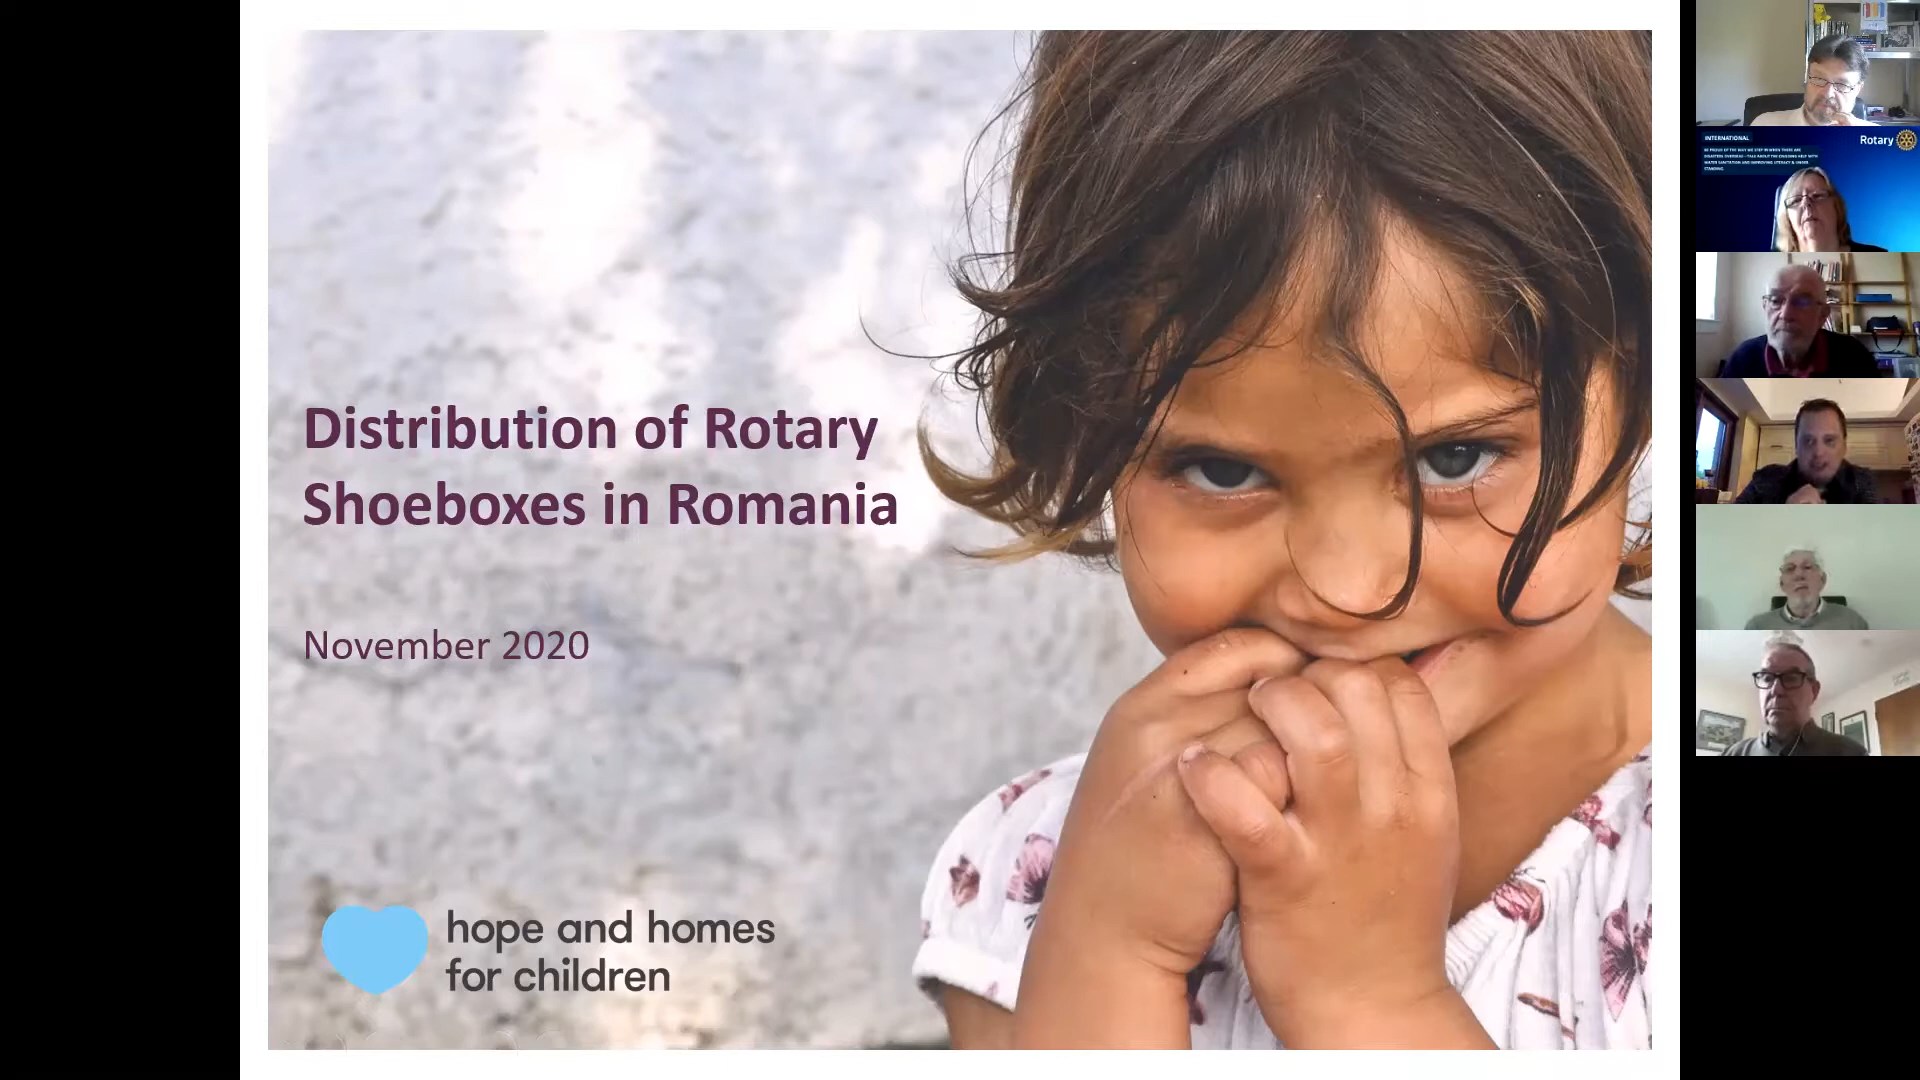 Distribution of Rotary
Shoeboxes in Romania
November 2020
hope and homes
for children
INTERNATIONAL
Rotary